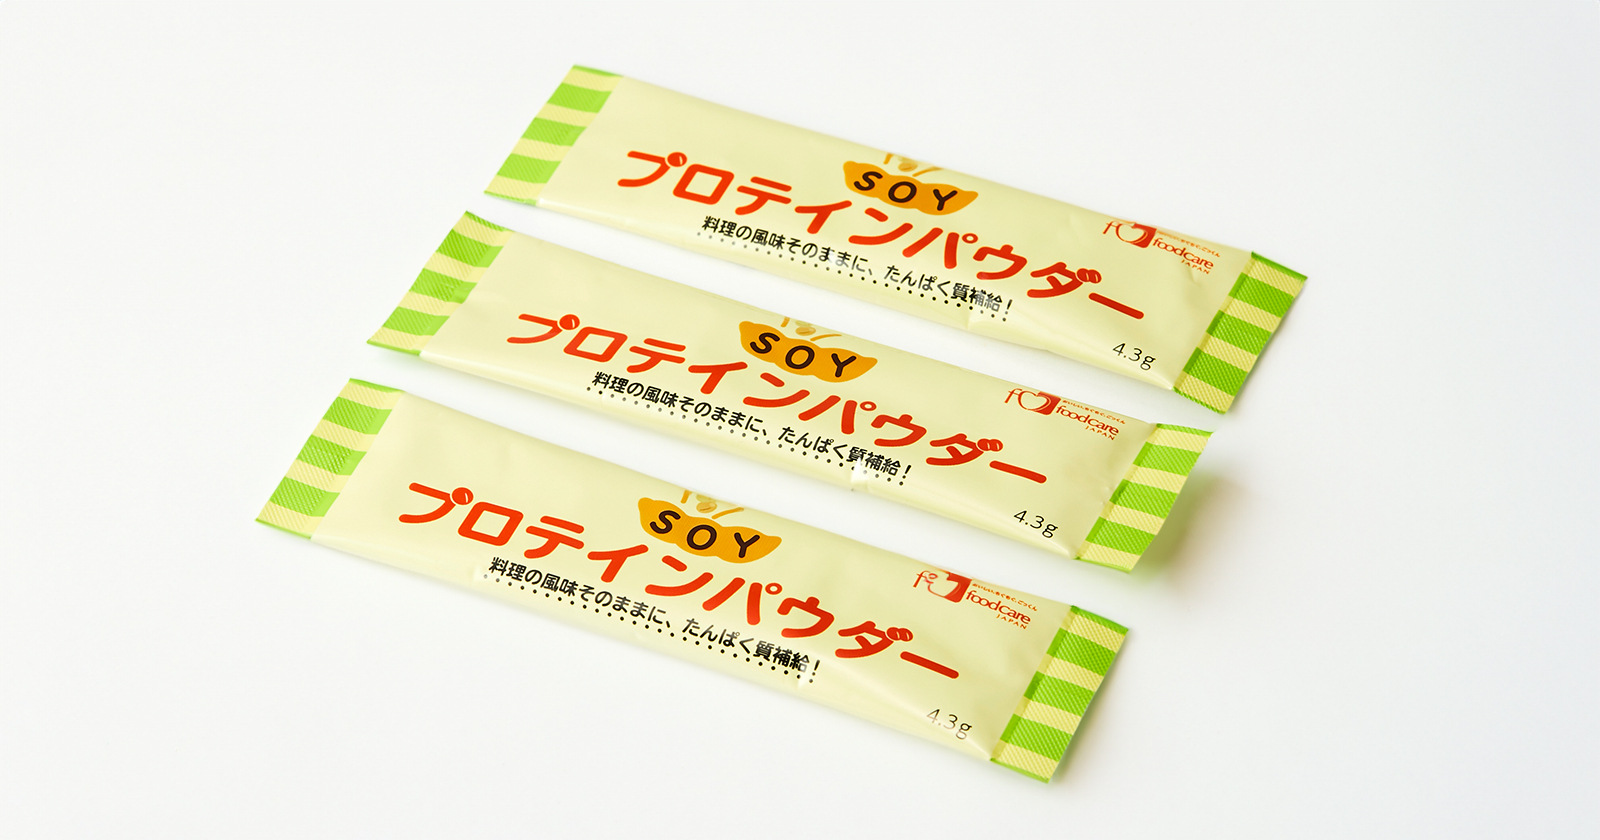 SOY
プロテインパウダー
料理の風味そのままに、たんぱく質補給!
foodcare
JAPAN
4.3g
SOY
プロテインパウダー
料理の風味そのままに、たんぱく質補給!
foodcare
JAPAN
4.3g
SOY
プロテインパウダー
料理の風味そのままに、たんぱく質補給!
foodcare
JAPAN
4.3g